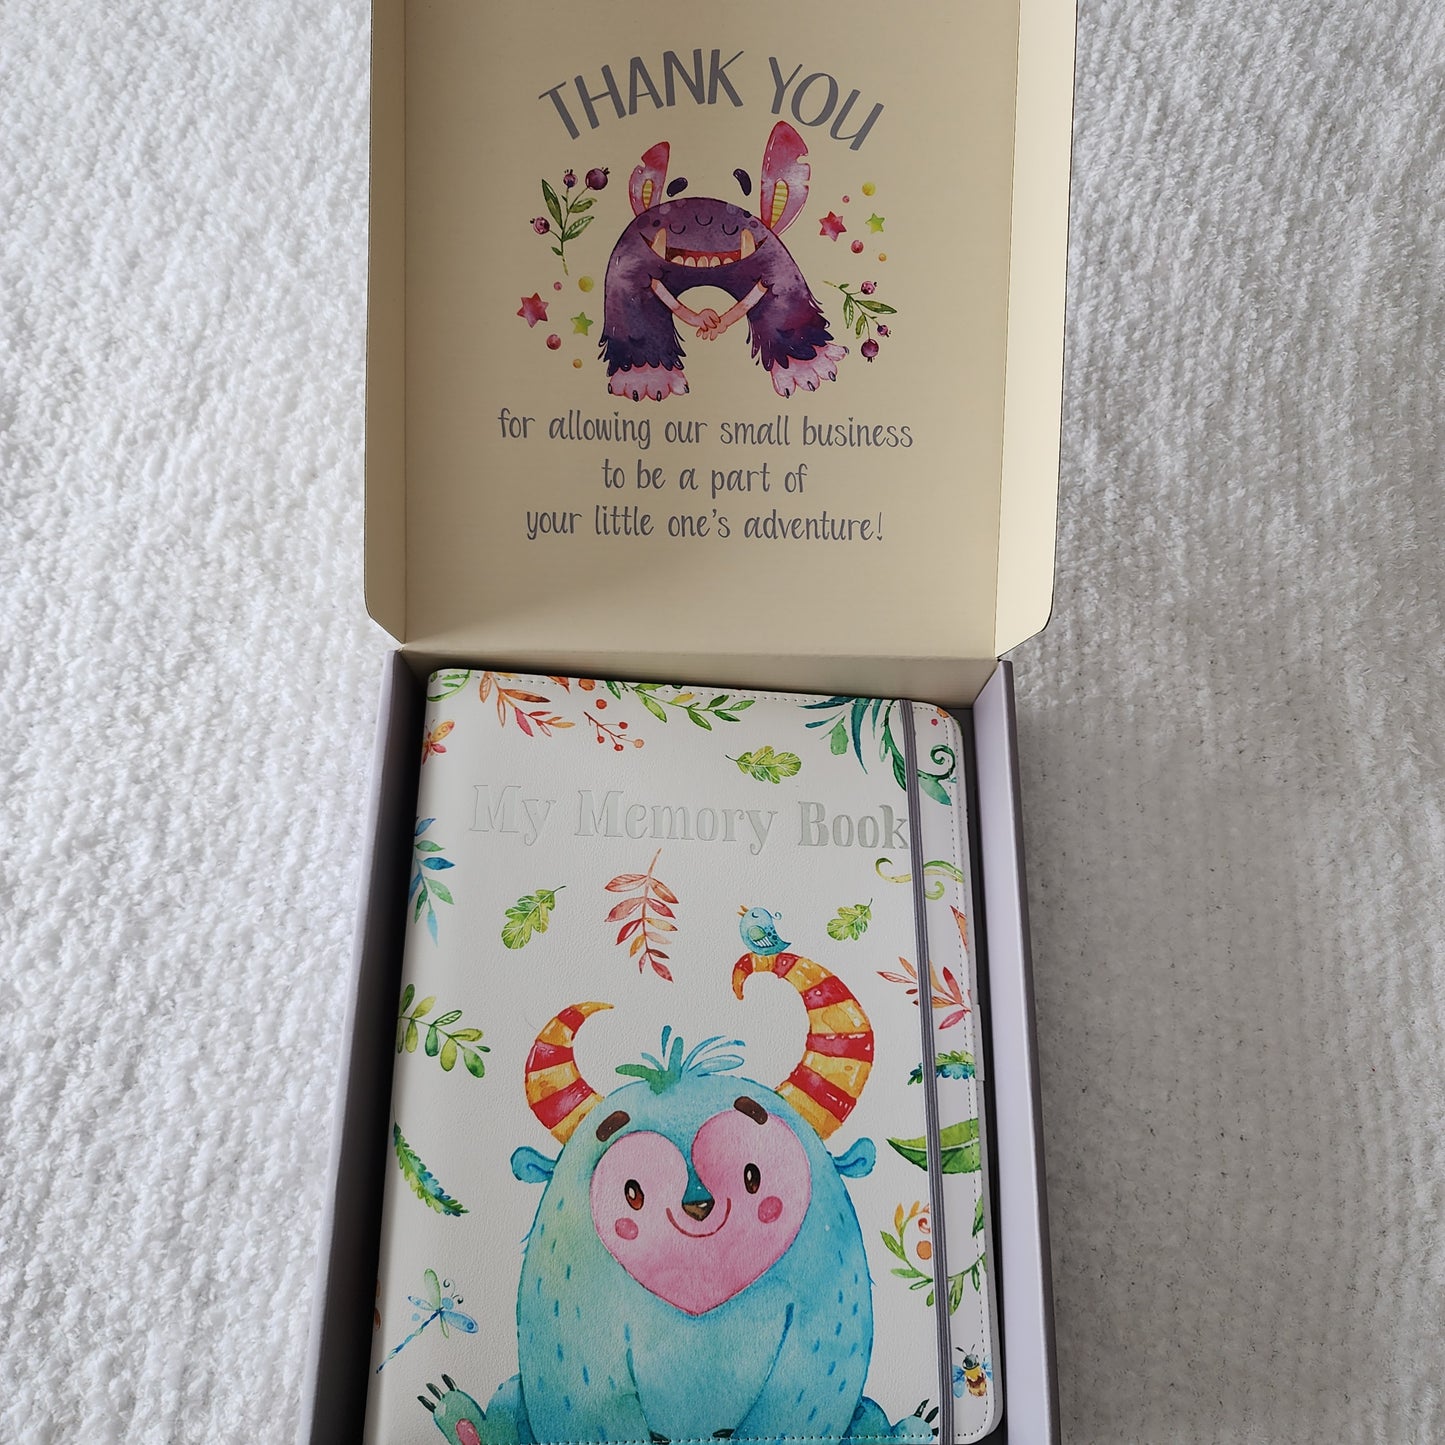 THANK YOU
for allowing our small business
to be a part of
your little one's adventure!
My Memory Book